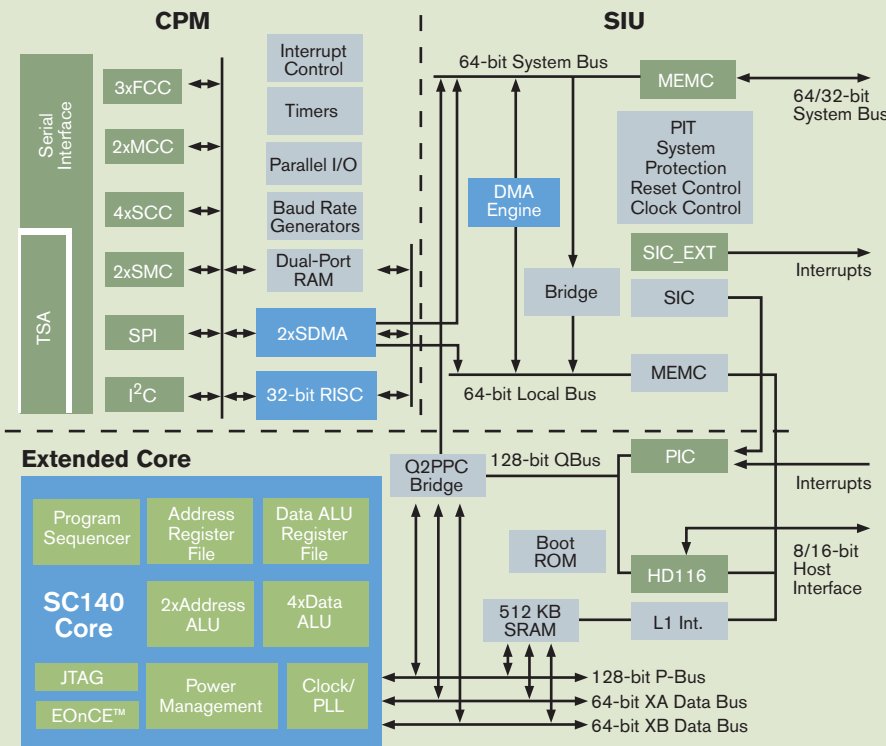 CPM
SIU
Serial
Interface
TSA
3xFCC
2xMCC
4xSCC
2xSMC
SPI
I²C
Interrupt
Control
Timers
Parallel I/O
Baud Rate
Generators
Dual-Port
RAM
2xSDMA
32-bit RISC
64-bit System Bus
MEMC
64/32-bit
System Bus
PIT
System
Protection
Reset Control
Clock Control
DMA
Engine
SIC_EXT
Interrupts
Bridge
SIC
64-bit Local Bus
MEMC
Extended Core
Q2PPC
Bridge
128-bit QBus
PIC
Interrupts
Boot
ROM
HD116
8/16-bit
Host
Interface
512 KB
SRAM
L1 Int.
Program
Sequencer
Address
Register
File
Data ALU
Register
File
SC140
Core
2xAddress
ALU
4xData
ALU
JTAG
EOnCE™
Power
Management
Clock/
PLL
128-bit P-Bus
64-bit XA Data Bus
64-bit XB Data Bus